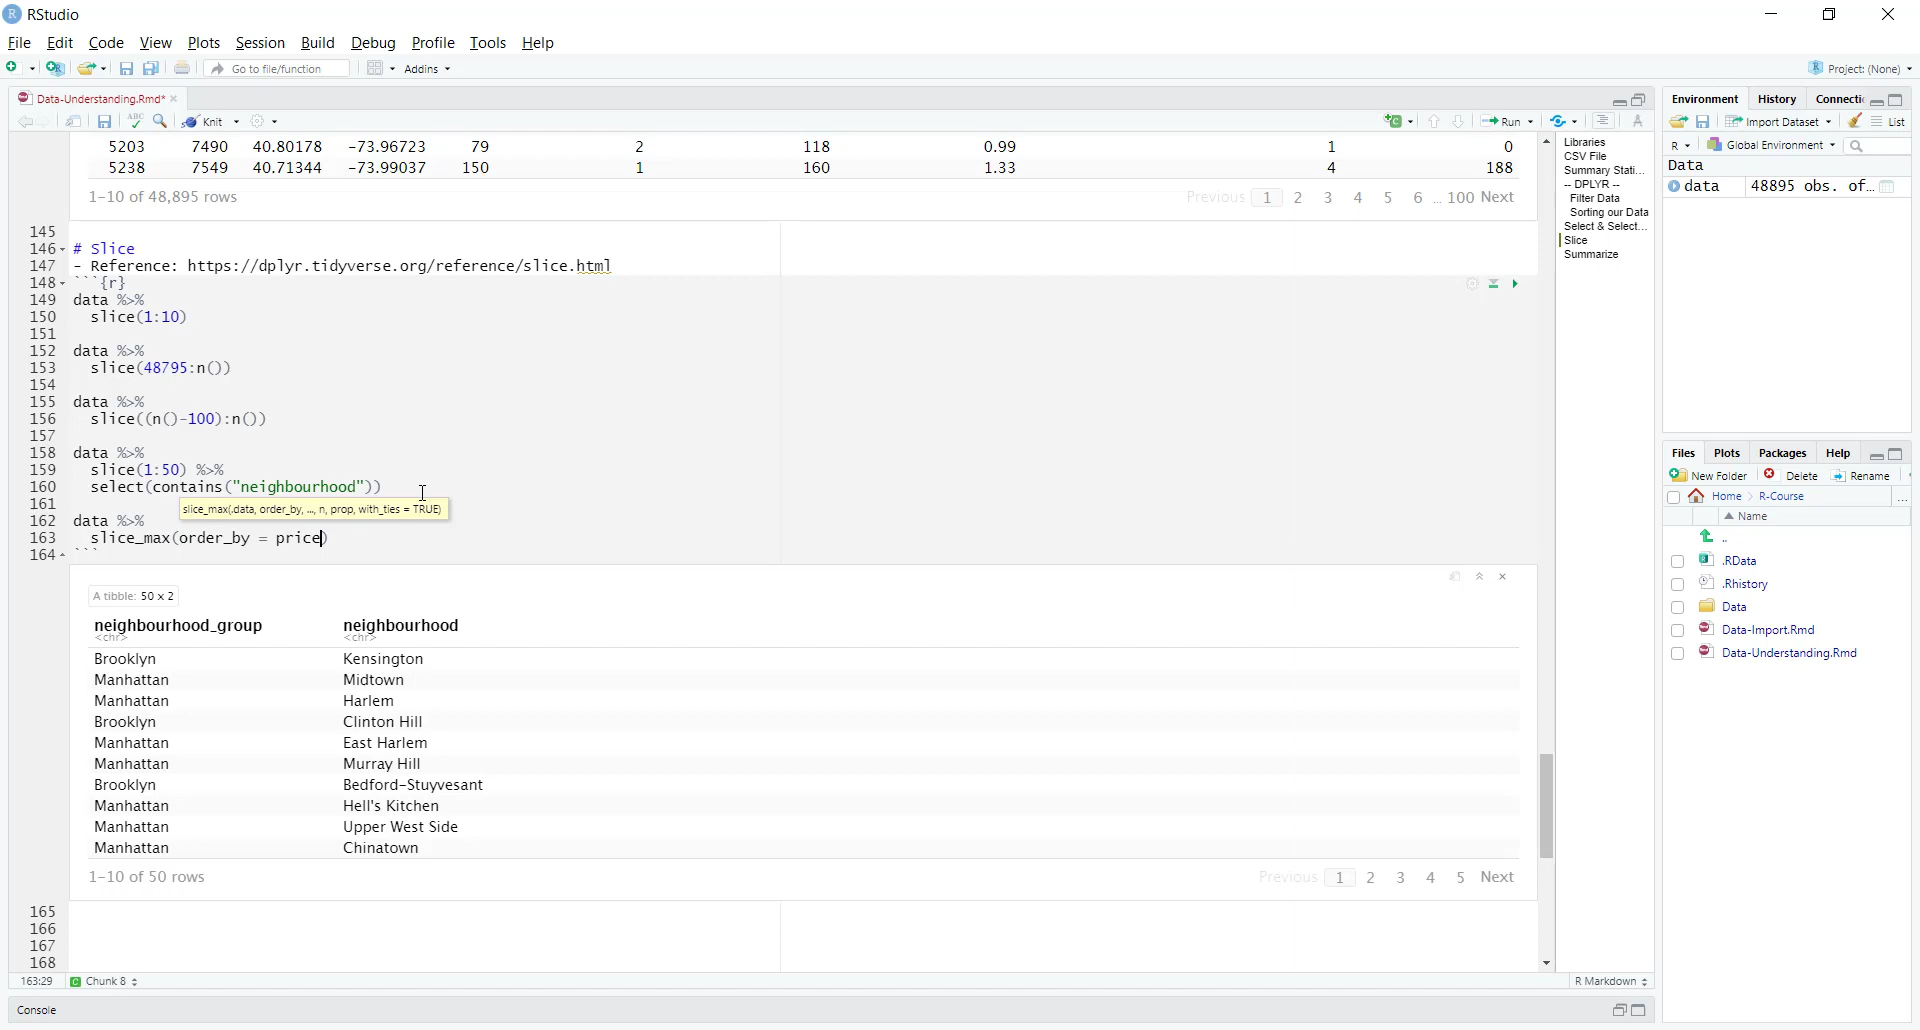 RStudio
File Edit Code View Plots Session Build Debug Profile Tools Help
Go to file/function Addins Project: (None)
Data-Understanding.Rmd*
Knit Run
5203 7490 40.80178 -73.96723 79 2 118 0.99 1 0
5238 7549 40.71344 -73.99037 150 1 160 1.33 4 188
1-10 of 48,895 rows Previous 1 2 3 4 5 6 ... 100 Next
145
146 # Slice
147 - Reference: https://dplyr.tidyverse.org/reference/slice.html
148 ```{r}
149 data %>%
150 slice(1:10)
151
152 data %>%
153 slice(48795:n())
154
155 data %>%
156 slice((n()-100):n())
157
158 data %>%
159 slice(1:50) %>%
160 select(contains("neighbourhood"))
161
slice_max(.data, order_by, ..., n, prop, with_ties = TRUE)
162 data %>%
163 slice_max(order_by = price)
164 ```
A tibble: 50 x 2
neighbourhood_group neighbourhood
<chr> <chr>
Brooklyn Kensington
Manhattan Midtown
Manhattan Harlem
Brooklyn Clinton Hill
Manhattan East Harlem
Manhattan Murray Hill
Brooklyn Bedford-Stuyvesant
Manhattan Hell's Kitchen
Manhattan Upper West Side
Manhattan Chinatown
1-10 of 50 rows Previous 1 2 3 4 5 Next
165
166
167
168
163:29 Chunk 8 R Markdown
Console
Libraries
CSV File
Summary Stati...
-- DPLYR --
Filter Data
Sorting our Data
Select & Select...
Slice
Summarize
Environment History Connecti
Import Dataset List
R Global Environment
Data
data 48895 obs. of...
Files Plots Packages Help
New Folder Delete Rename
Home R-Course ...
Name
..
.RData
.Rhistory
Data
Data-Import.Rmd
Data-Understanding.Rmd